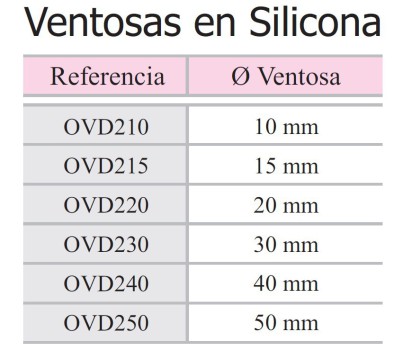 Ventosas en Silicona
Referencia Ø Ventosa
OVD210 10 mm
OVD215 15 mm
OVD220 20 mm
OVD230 30 mm
OVD240 40 mm
OVD250 50 mm